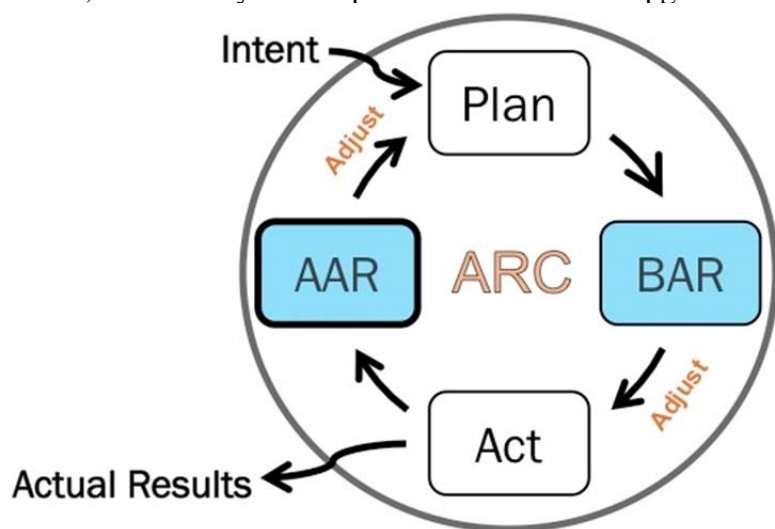 Intent
Plan
Adjust
AAR
ARC
BAR
Adjust
Act
Actual Results